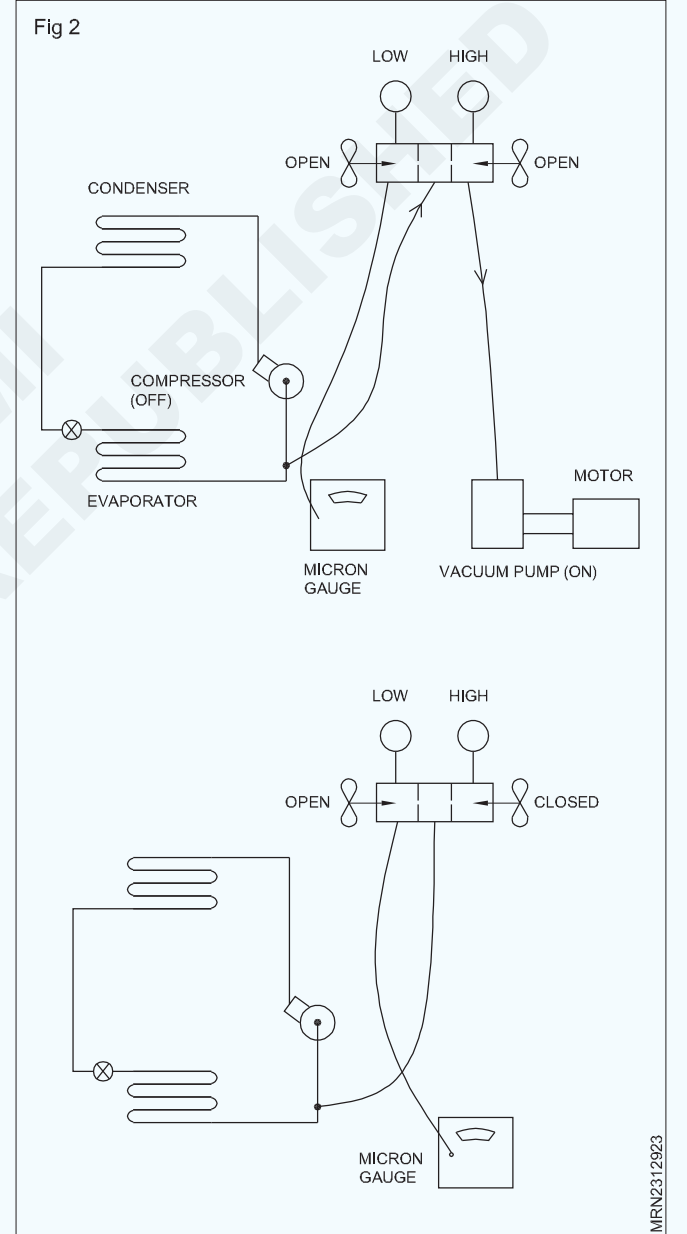 Fig 2
LOW HIGH
OPEN OPEN
CONDENSER
COMPRESSOR
(OFF)
EVAPORATOR
MOTOR
MICRON
GAUGE
VACUUM PUMP (ON)
LOW HIGH
OPEN CLOSED
MICRON
GAUGE
MRN2312923